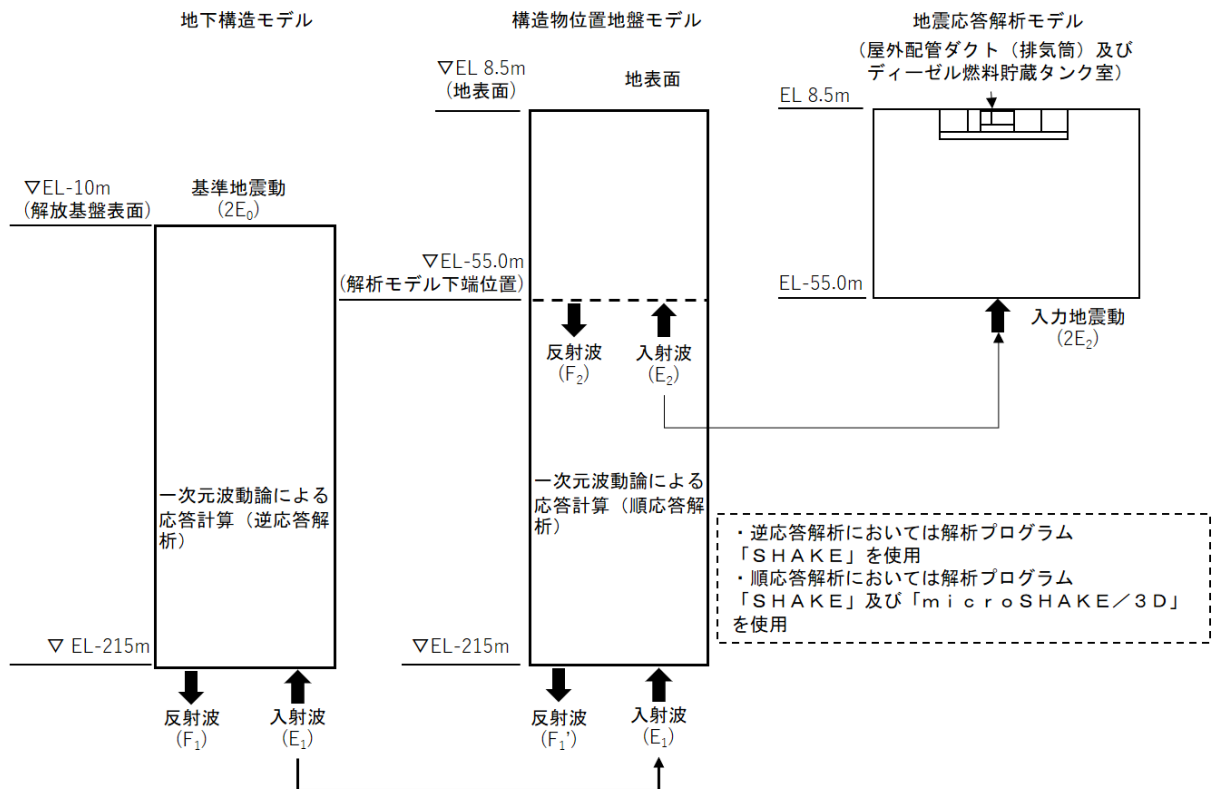 地下構造モデル
▽EL-10m
(解放基盤表面)
基準地震動
(2E₀)
一次元波動論による
応答計算（逆応答解
析）
▽ EL-215m
反射波
(F₁)
入射波
(E₁)
構造物位置地盤モデル
▽EL 8.5m
(地表面)
地表面
▽EL-55.0m
(解析モデル下端位置)
反射波
(F₂)
入射波
(E₂)
一次元波動論による
応答計算（順応答解
析）
▽EL-215m
反射波
(F₁')
入射波
(E₁)
地震応答解析モデル
（屋外配管ダクト（排気筒）及び
ディーゼル燃料貯蔵タンク室）
EL 8.5m
EL-55.0m
入力地震動
(2E₂)
・逆応答解析においては解析プログラム
「ＳＨＡＫＥ」を使用
・順応答解析においては解析プログラム
「ＳＨＡＫＥ」及び「ｍｉｃｒｏＳＨＡＫＥ／３Ｄ」
を使用